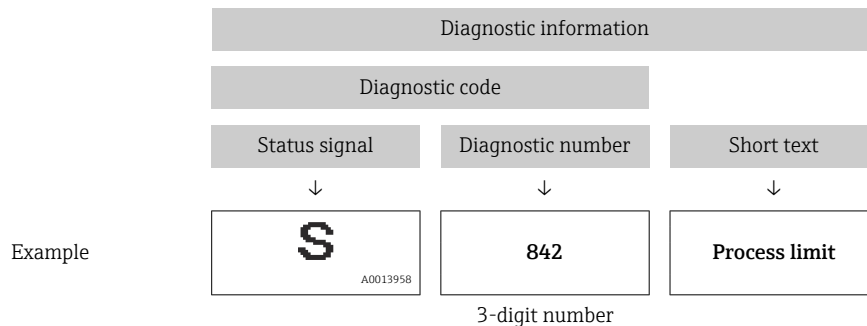 Diagnostic information
Diagnostic code
Status signal Diagnostic number Short text
↓ ↓ ↓
Example S 842 Process limit
A0013958
3-digit number